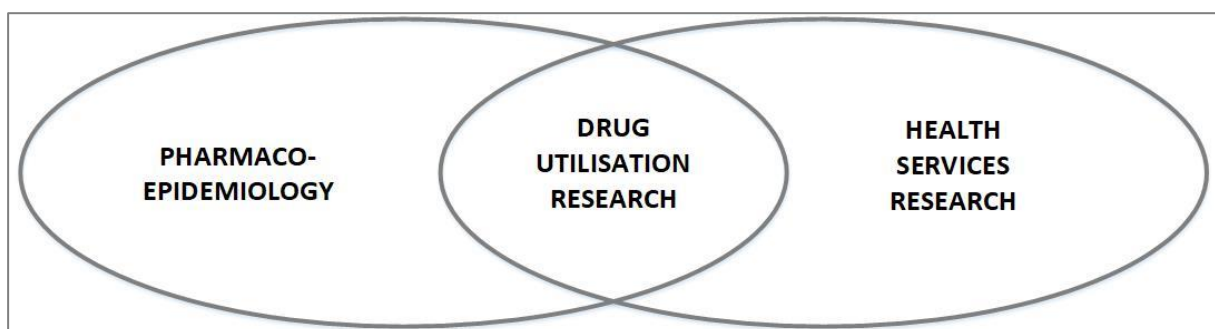 PHARMACO-
EPIDEMIOLOGY
DRUG
UTILISATION
RESEARCH
HEALTH
SERVICES
RESEARCH